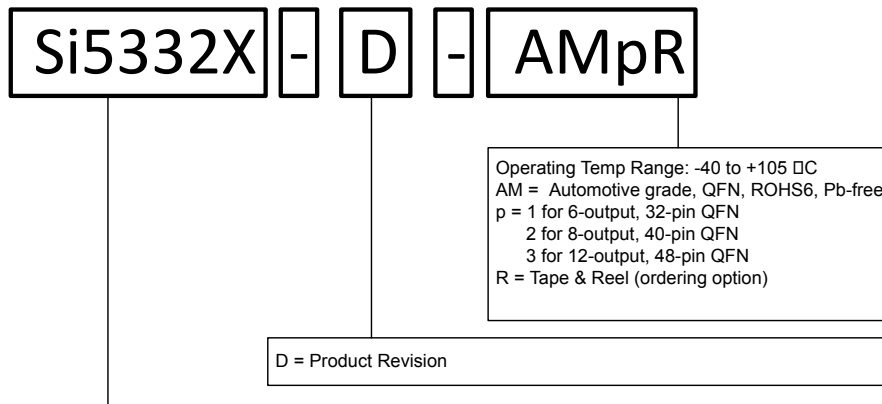 Si5332X - D - AMpR
Operating Temp Range: -40 to +105 □C
AM = Automotive grade, QFN, ROHS6, Pb-free
p = 1 for 6-output, 32-pin QFN
2 for 8-output, 40-pin QFN
3 for 12-output, 48-pin QFN
R = Tape & Reel (ordering option)
D = Product Revision